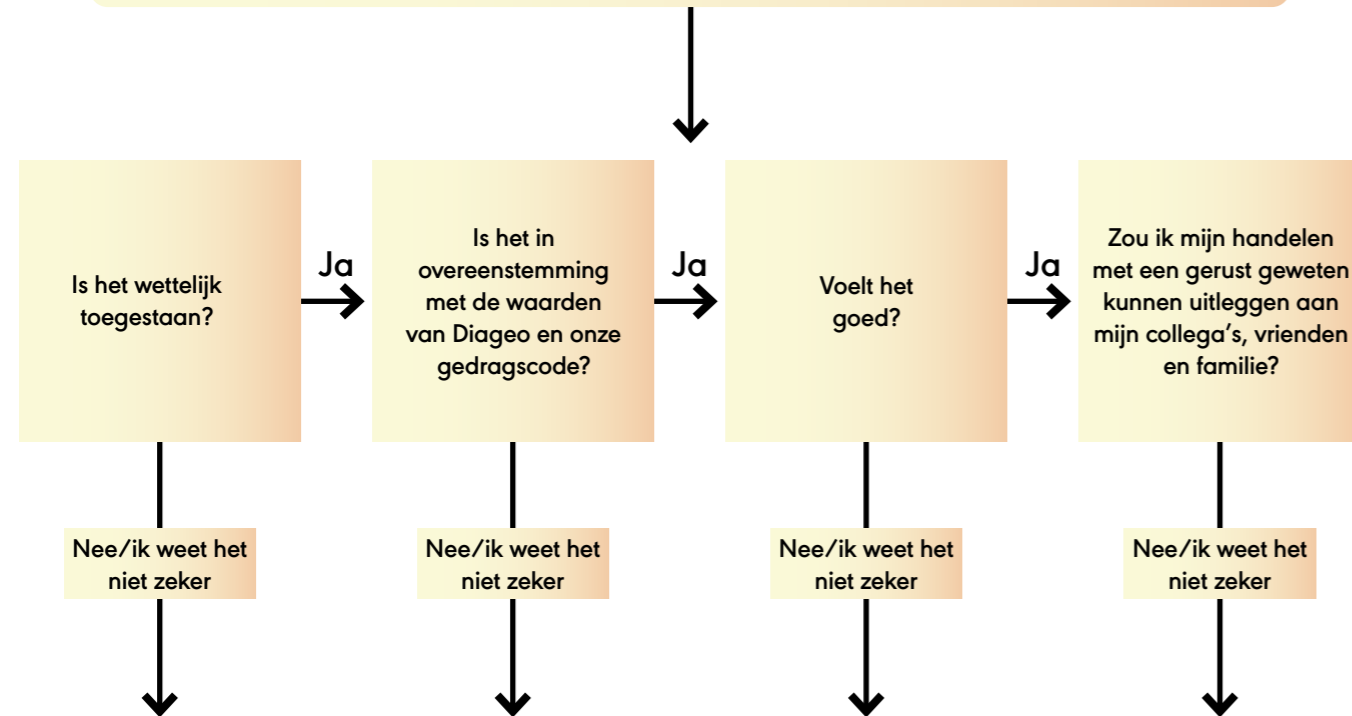 Is het wettelijk
toegestaan?
Ja
Is het in
overeenstemming
met de waarden
van Diageo en onze
gedragscode?
Ja
Voelt het
goed?
Ja
Zou ik mijn handelen
met een gerust geweten
kunnen uitleggen aan
mijn collega's, vrienden
en familie?
Nee/ik weet het
niet zeker
Nee/ik weet het
niet zeker
Nee/ik weet het
niet zeker
Nee/ik weet het
niet zeker